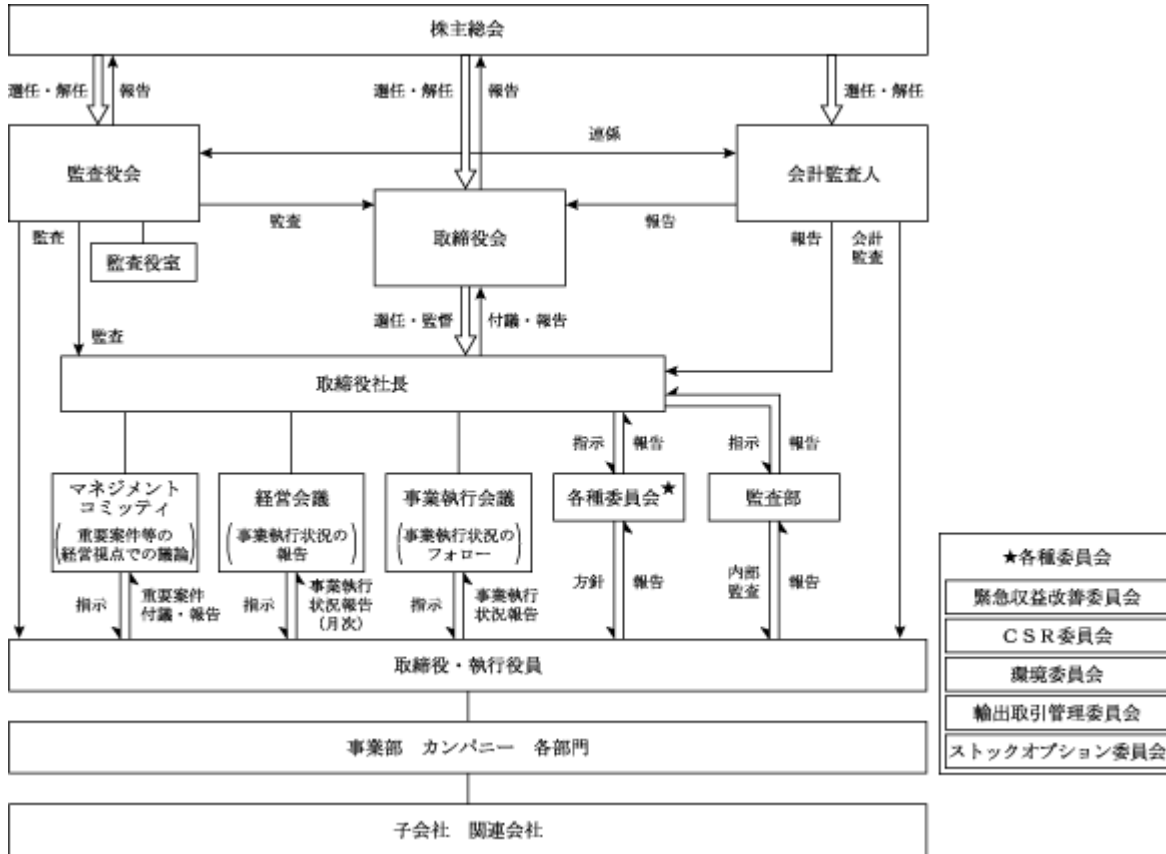 株主総会
選任・解任
報告
選任・解任
報告
選任・解任
監査役会
連係
会計監査人
監査
取締役会
報告
監査
監査役室
報告
会計
監査
選任・監督
付議・報告
監査
取締役社長
指示
報告
指示
報告
マネジメント
コミッティ
(重要案件等の
経営視点での議論)
経営会議
(事業執行状況の
報告)
事業執行会議
(事業執行状況の
フォロー)
各種委員会★
監査部
指示
重要案件
付議・報告
指示
事業執行
状況報告
(月次)
指示
事業執行
状況報告
方針
報告
内部
監査
報告
取締役・執行役員
事業部 カンパニー 各部門
子会社 関連会社
★各種委員会
緊急収益改善委員会
CSR委員会
環境委員会
輸出取引管理委員会
ストックオプション委員会